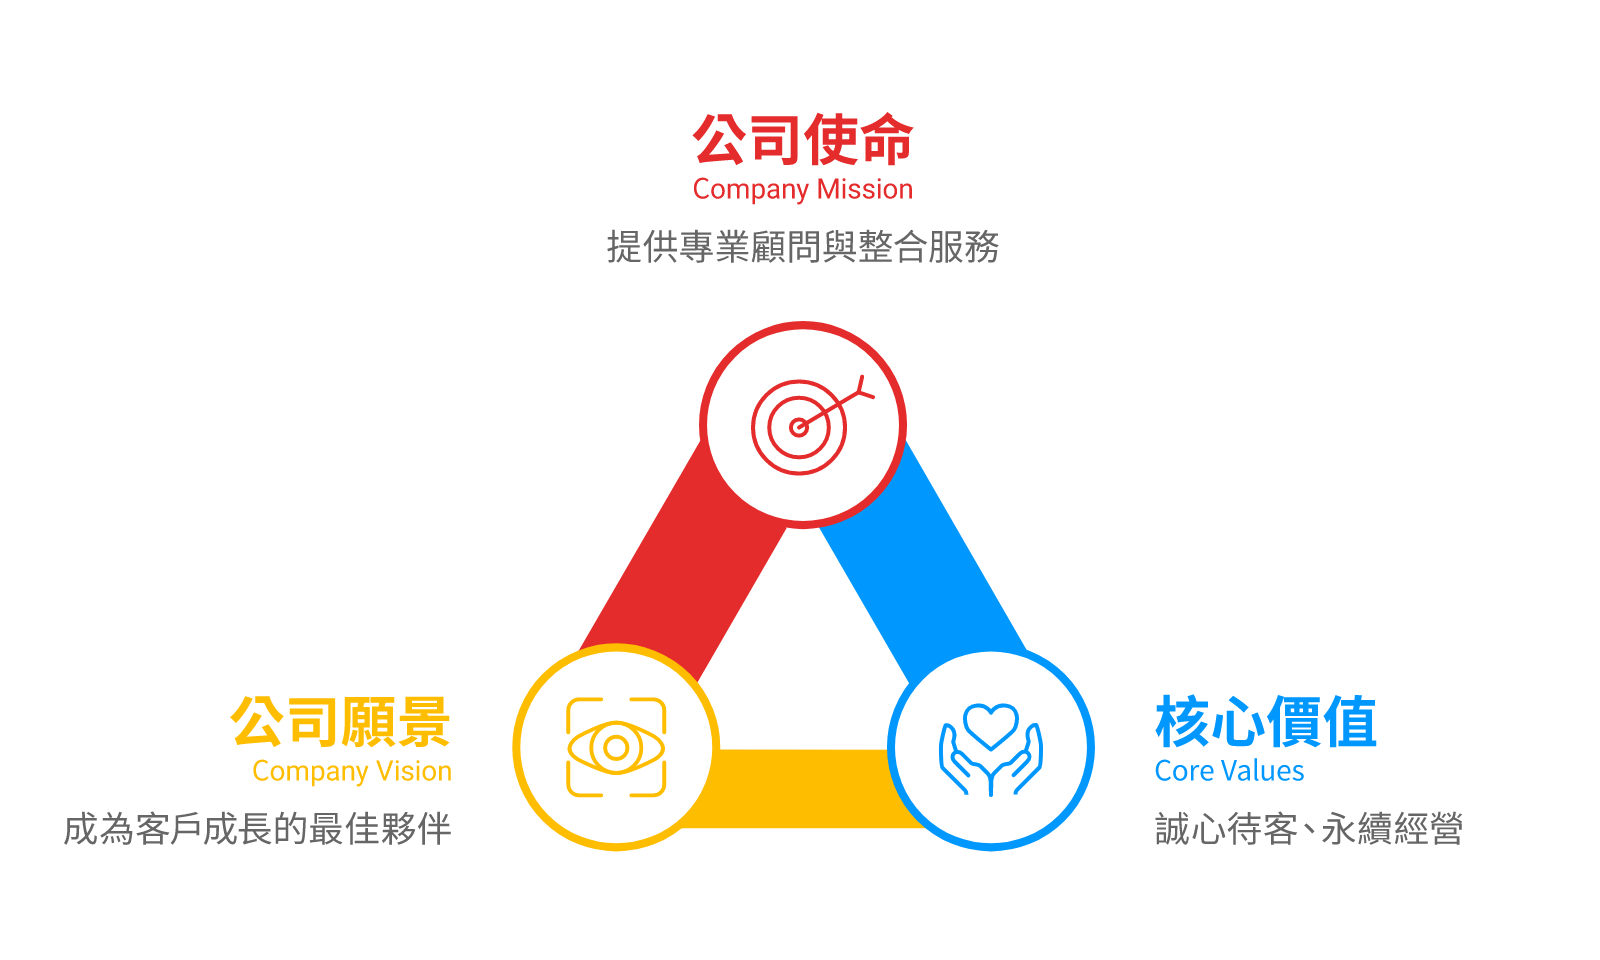 公司使命
Company Mission
提供專業顧問與整合服務
公司願景
Company Vision
成為客戶成長的最佳夥伴
核心價值
Core Values
誠心待客、永續經營